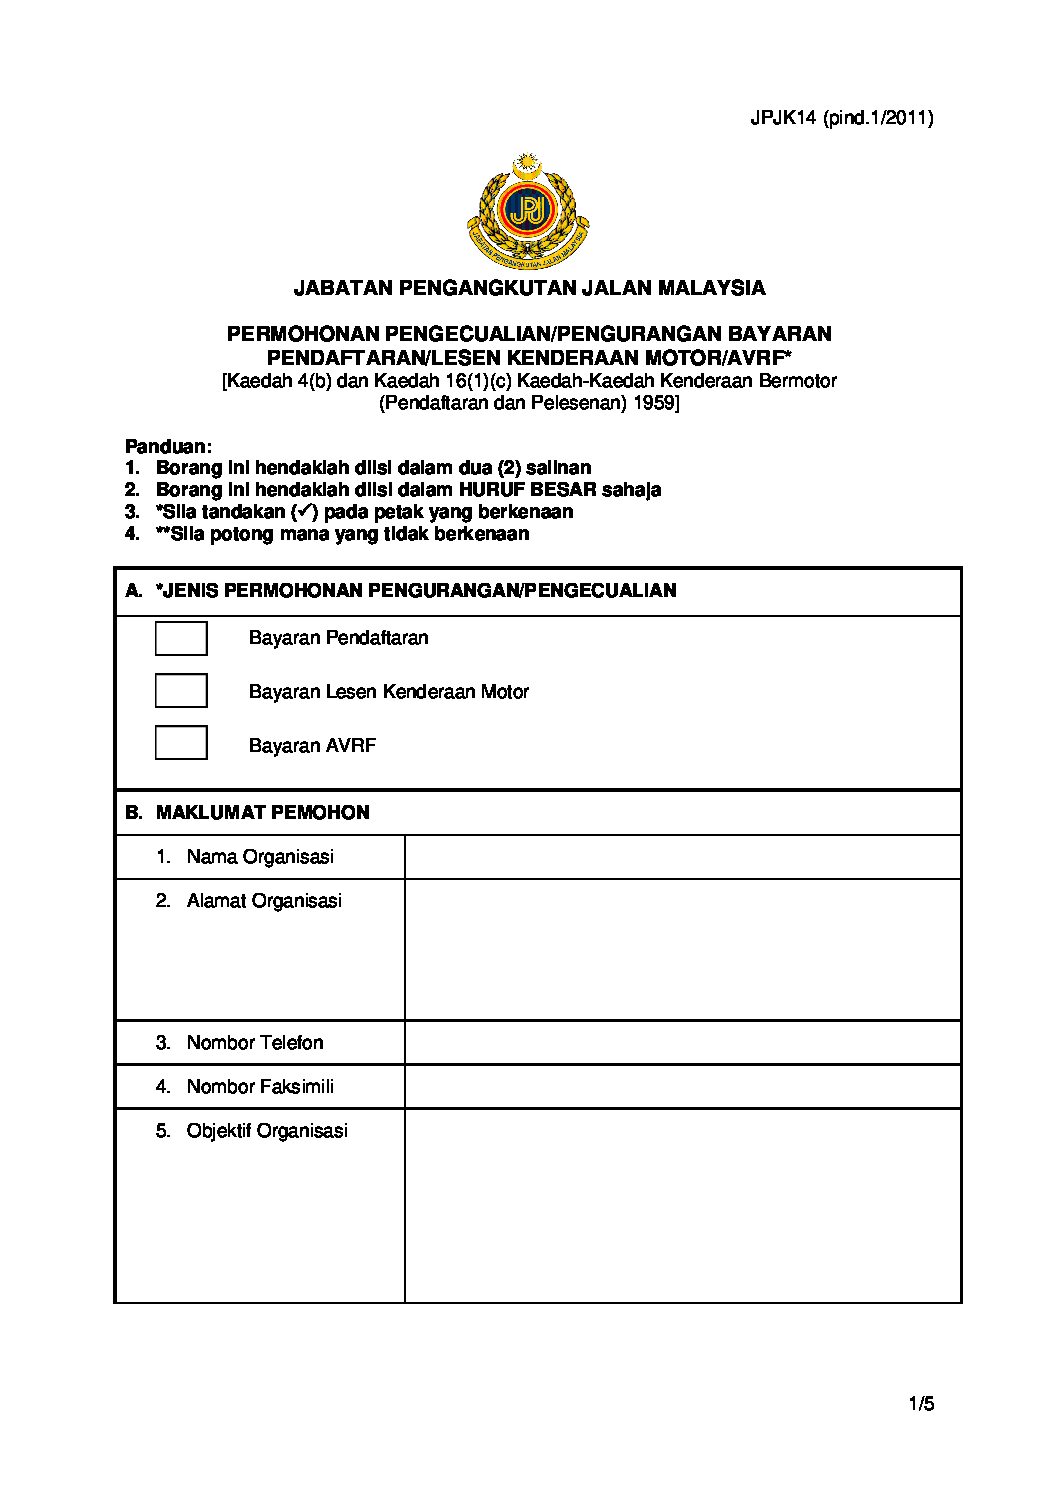 JPJK14 (pind.1/2011)
JPJ
JABATAN PENGANGKUTAN JALAN MALAYSIA
JABATAN PENGANGKUTAN JALAN MALAYSIA
PERMOHONAN PENGECUALIAN/PENGURANGAN BAYARAN
PENDAFTARAN/LESEN KENDERAAN MOTOR/AVRF*
[Kaedah 4(b) dan Kaedah 16(1)(c) Kaedah-Kaedah Kenderaan Bermotor
(Pendaftaran dan Pelesenan) 1959]
Panduan:
1. Borang ini hendaklah diisi dalam dua (2) salinan
2. Borang ini hendaklah diisi dalam HURUF BESAR sahaja
3. *Sila tandakan (✓) pada petak yang berkenaan
4. **Sila potong mana yang tidak berkenaan
A. *JENIS PERMOHONAN PENGURANGAN/PENGECUALIAN
Bayaran Pendaftaran
Bayaran Lesen Kenderaan Motor
Bayaran AVRF
B. MAKLUMAT PEMOHON
1. Nama Organisasi
2. Alamat Organisasi
3. Nombor Telefon
4. Nombor Faksimili
5. Objektif Organisasi
1/5